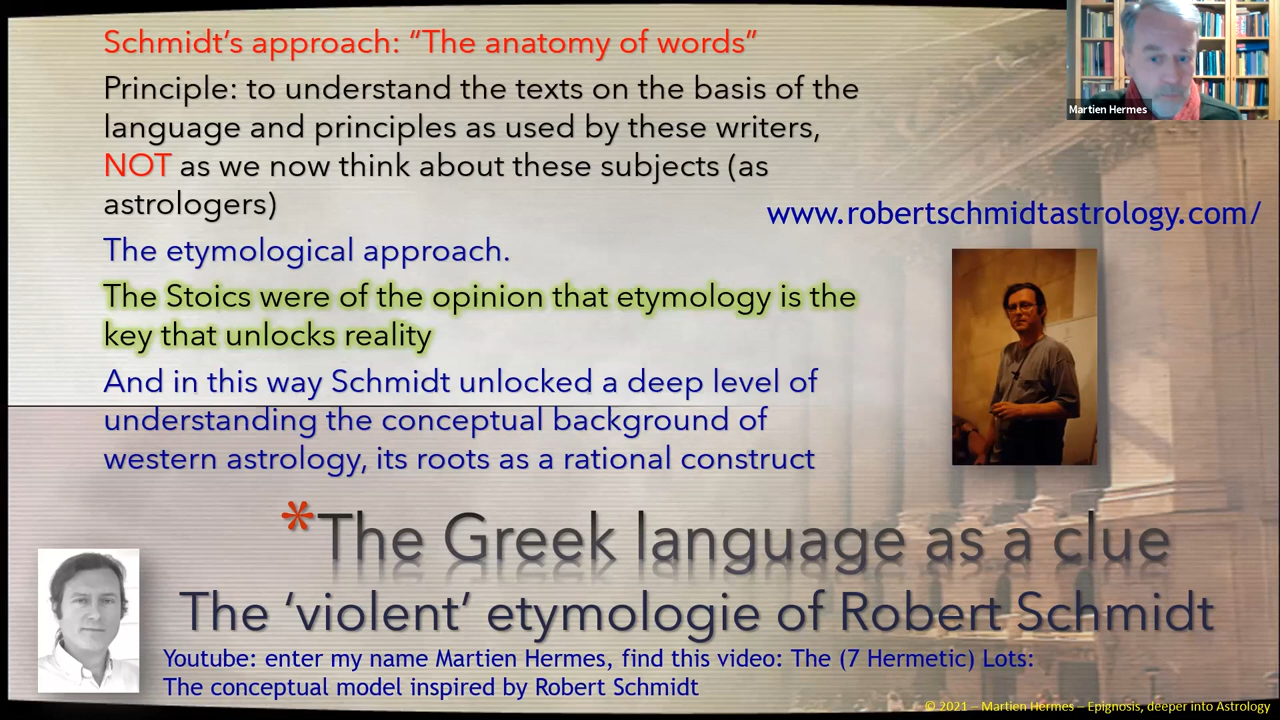 Schmidt’s approach: “The anatomy of words”
Principle: to understand the texts on the basis of the
language and principles as used by these writers,
NOT as we now think about these subjects (as
astrologers)
www.robertschmidtastrology.com/
The etymological approach.
The Stoics were of the opinion that etymology is the
key that unlocks reality
And in this way Schmidt unlocked a deep level of
understanding the conceptual background of
western astrology, its roots as a rational construct
*The Greek language as a clue
The ‘violent’ etymologie of Robert Schmidt
Youtube: enter my name Martien Hermes, find this video: The (7 Hermetic) Lots:
The conceptual model inspired by Robert Schmidt
© 2021 – Martien Hermes – Epignosis, deeper into Astrology
Martien Hermes